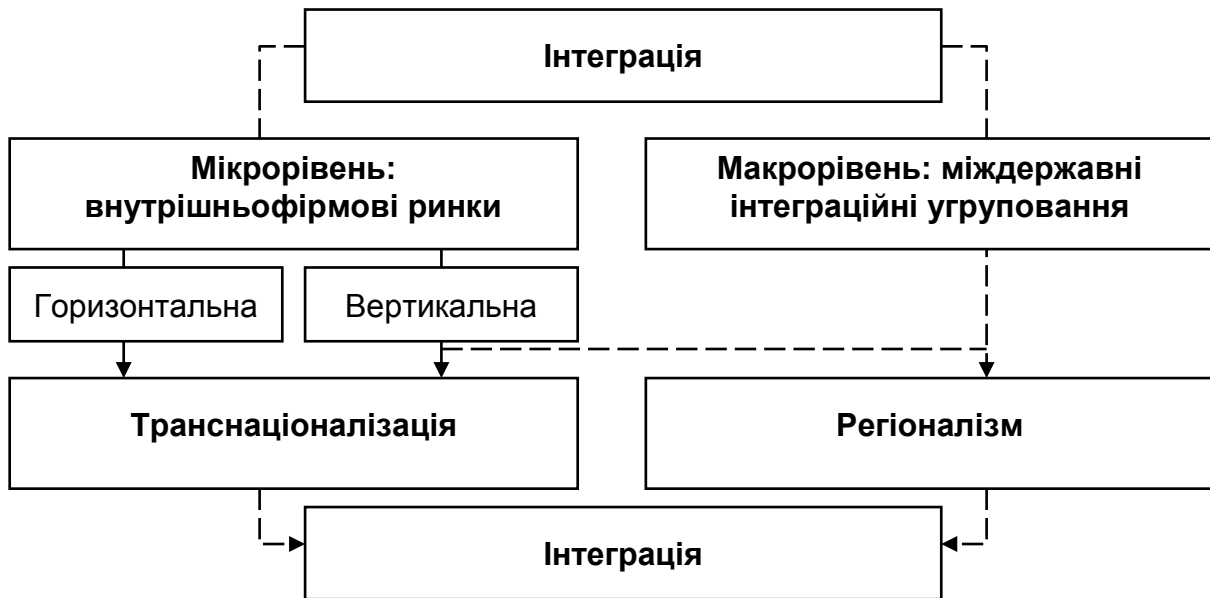 Інтеграція
Мікрорівень:
внутрішньофірмові ринки
Макрорівень: міждержавні
інтеграційні угруповання
Горизонтальна
Вертикальна
Транснаціоналізація
Регіоналізм
Інтеграція